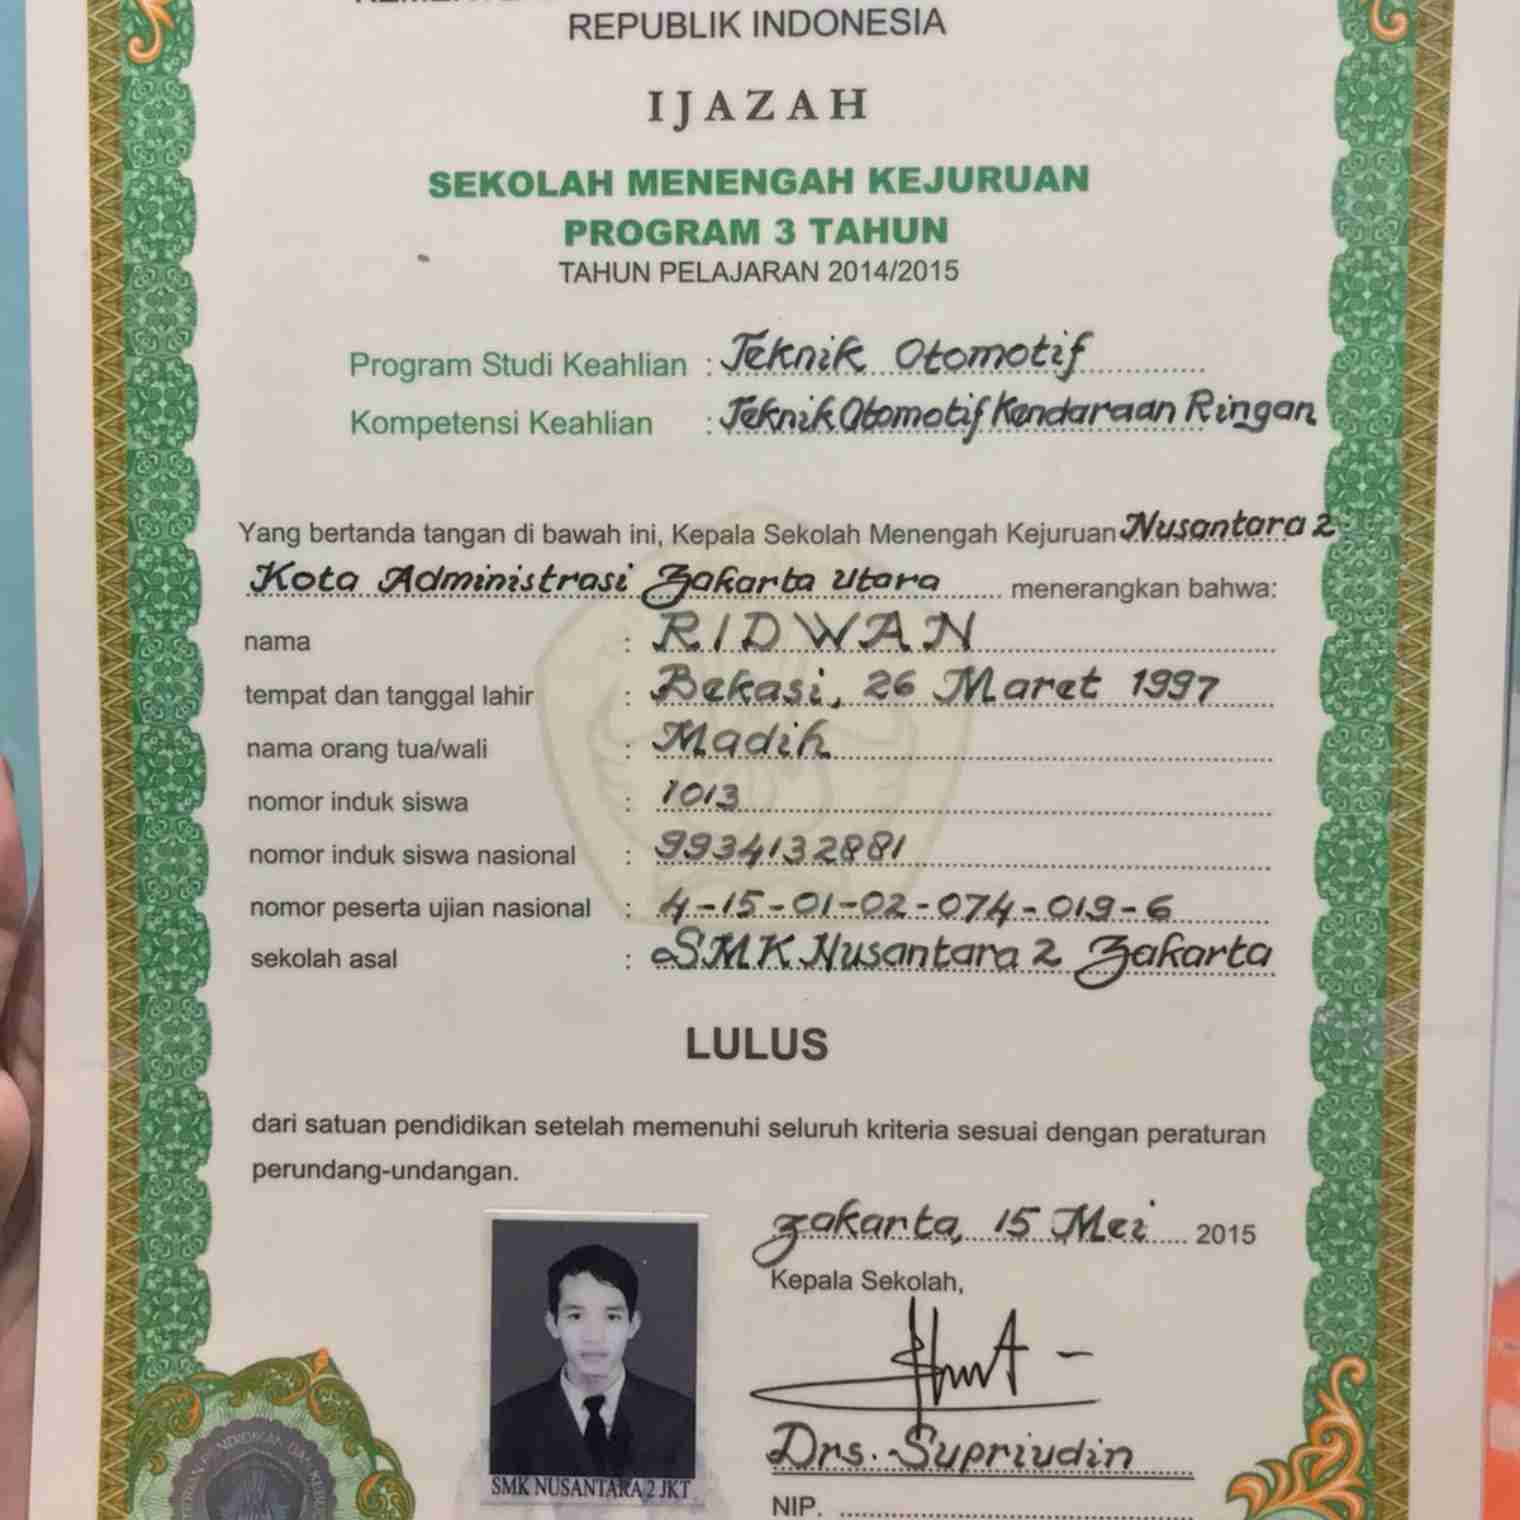 REPUBLIK INDONESIA
IJAZAH
SEKOLAH MENENGAH KEJURUAN
PROGRAM 3 TAHUN
TAHUN PELAJARAN 2014/2015
Program Studi Keahlian : Teknik Otomotif
Kompetensi Keahlian : Teknik Otomotif Kendaraan Ringan
Yang bertanda tangan di bawah ini, Kepala Sekolah Menengah Kejuruan Nusantara 2
Kota Administrasi Jakarta Utara menerangkan bahwa:
nama : RIDWAN
tempat dan tanggal lahir : Bekasi, 26 Maret 1997
nama orang tua/wali : Madih
nomor induk siswa : 1013
nomor induk siswa nasional : 9934132881
nomor peserta ujian nasional : 4-15-01-02-074-019-6
sekolah asal : SMK Nusantara 2 Jakarta
LULUS
dari satuan pendidikan setelah memenuhi seluruh kriteria sesuai dengan peraturan
perundang-undangan.
Jakarta, 15 Mei 2015
Kepala Sekolah,
Drs. Supriudin
NIP.
SMK NUSANTARA 2 JKT